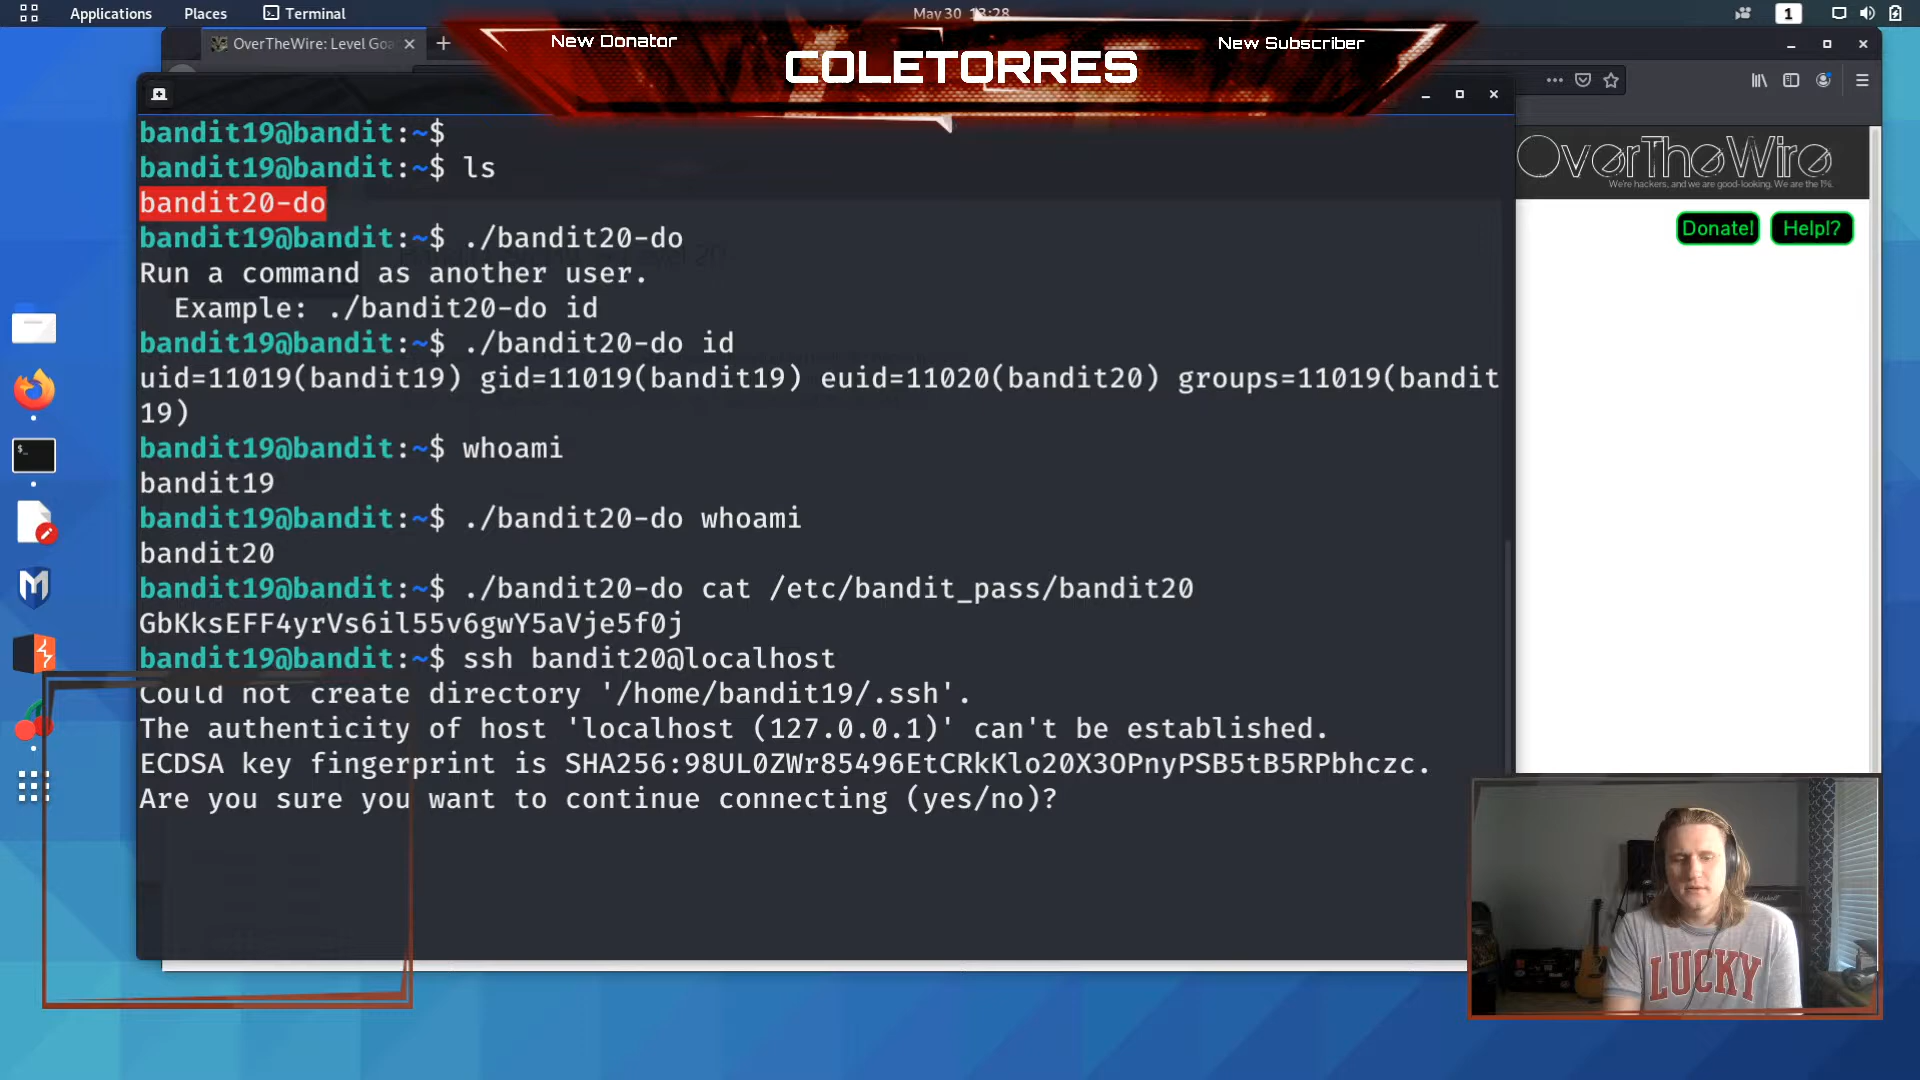 Applications Places Terminal
May 30 13:28
1
OverTheWire: Level Goa
New Donator
COLETORRES
New Subscriber
bandit19@bandit:~$
bandit19@bandit:~$ ls
bandit20-do
bandit19@bandit:~$ ./bandit20-do
Run a command as another user.
Example: ./bandit20-do id
bandit19@bandit:~$ ./bandit20-do id
uid=11019(bandit19) gid=11019(bandit19) euid=11020(bandit20) groups=11019(bandit
19)
bandit19@bandit:~$ whoami
bandit19
bandit19@bandit:~$ ./bandit20-do whoami
bandit20
bandit19@bandit:~$ ./bandit20-do cat /etc/bandit_pass/bandit20
GbKksEFF4yrVs6il55v6gwY5aVje5f0j
bandit19@bandit:~$ ssh bandit20@localhost
Could not create directory '/home/bandit19/.ssh'.
The authenticity of host 'localhost (127.0.0.1)' can't be established.
ECDSA key fingerprint is SHA256:98UL0ZWr85496EtCRkKlo20X3OPnyPSB5tB5RPbhczc.
Are you sure you want to continue connecting (yes/no)?
OverTheWire
We're hackers, and we are good-looking. We are the 1%.
Donate!
Help!?
LUCKY